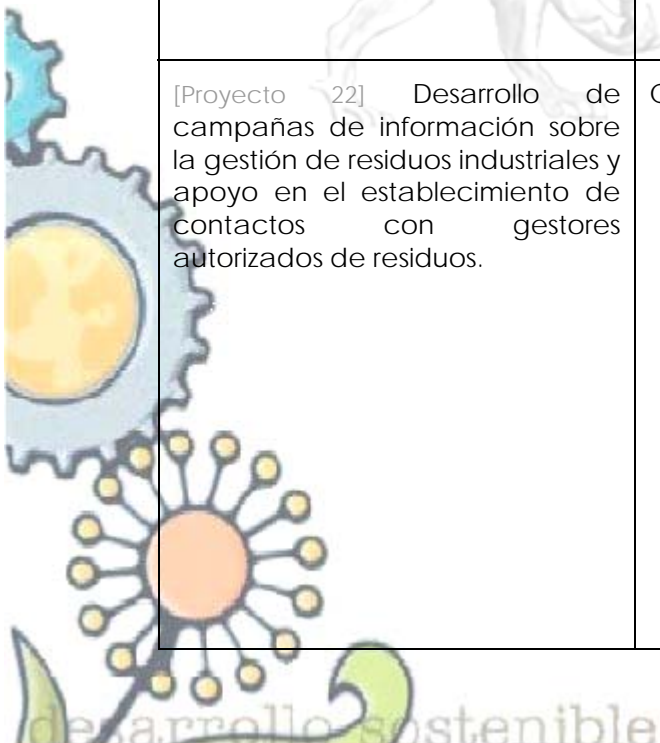 [Proyecto 22] Desarrollo de
campañas de información sobre
la gestión de residuos industriales y
apoyo en el establecimiento de
contactos con gestores
autorizados de residuos.
desarrollo sostenible